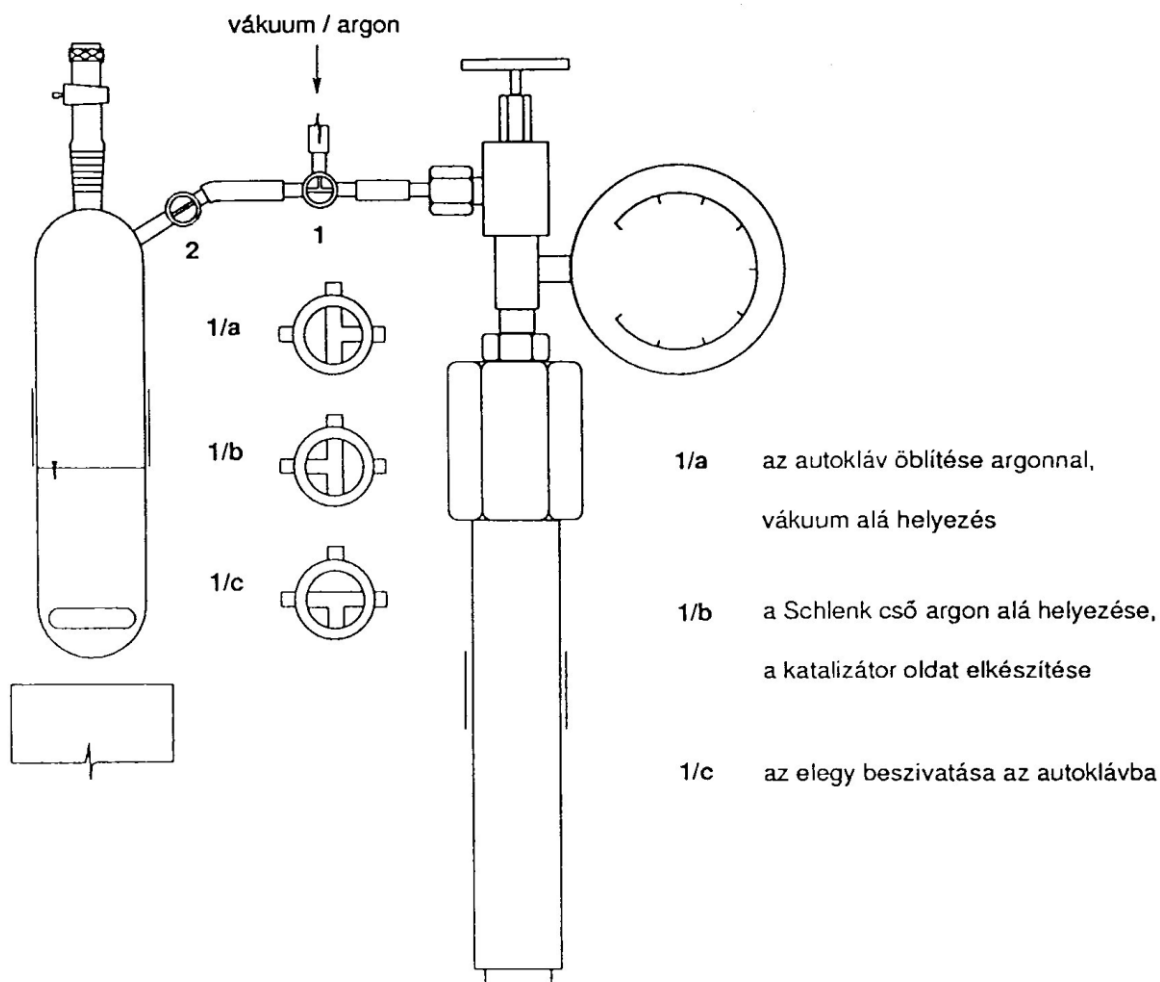 vákuum / argon
2
1
1/a
1/b
1/c
1/a az autokláv öblítése argonnal,
vákuum alá helyezés
1/b a Schlenk cső argon alá helyezése,
a katalizátor oldat elkészítése
1/c az elegy beszivatása az autoklávba